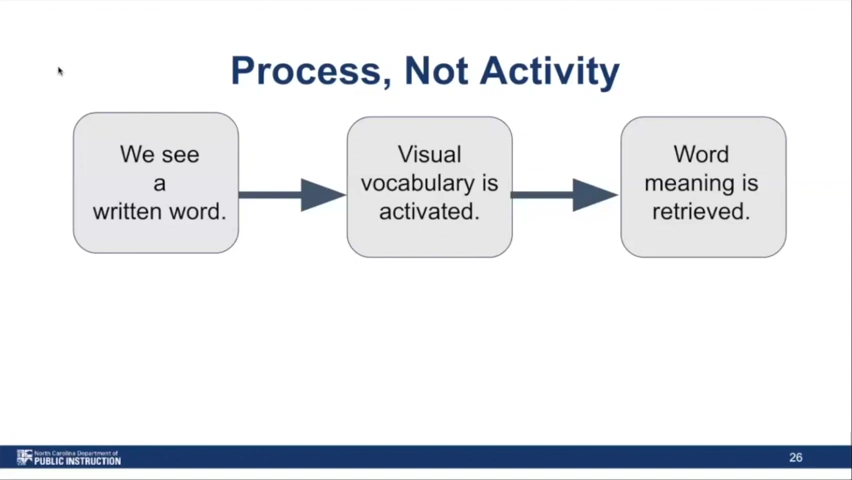 Process, Not Activity
We see
a
written word.
Visual
vocabulary is
activated.
Word
meaning is
retrieved.
North Carolina Department of
PUBLIC INSTRUCTION
26